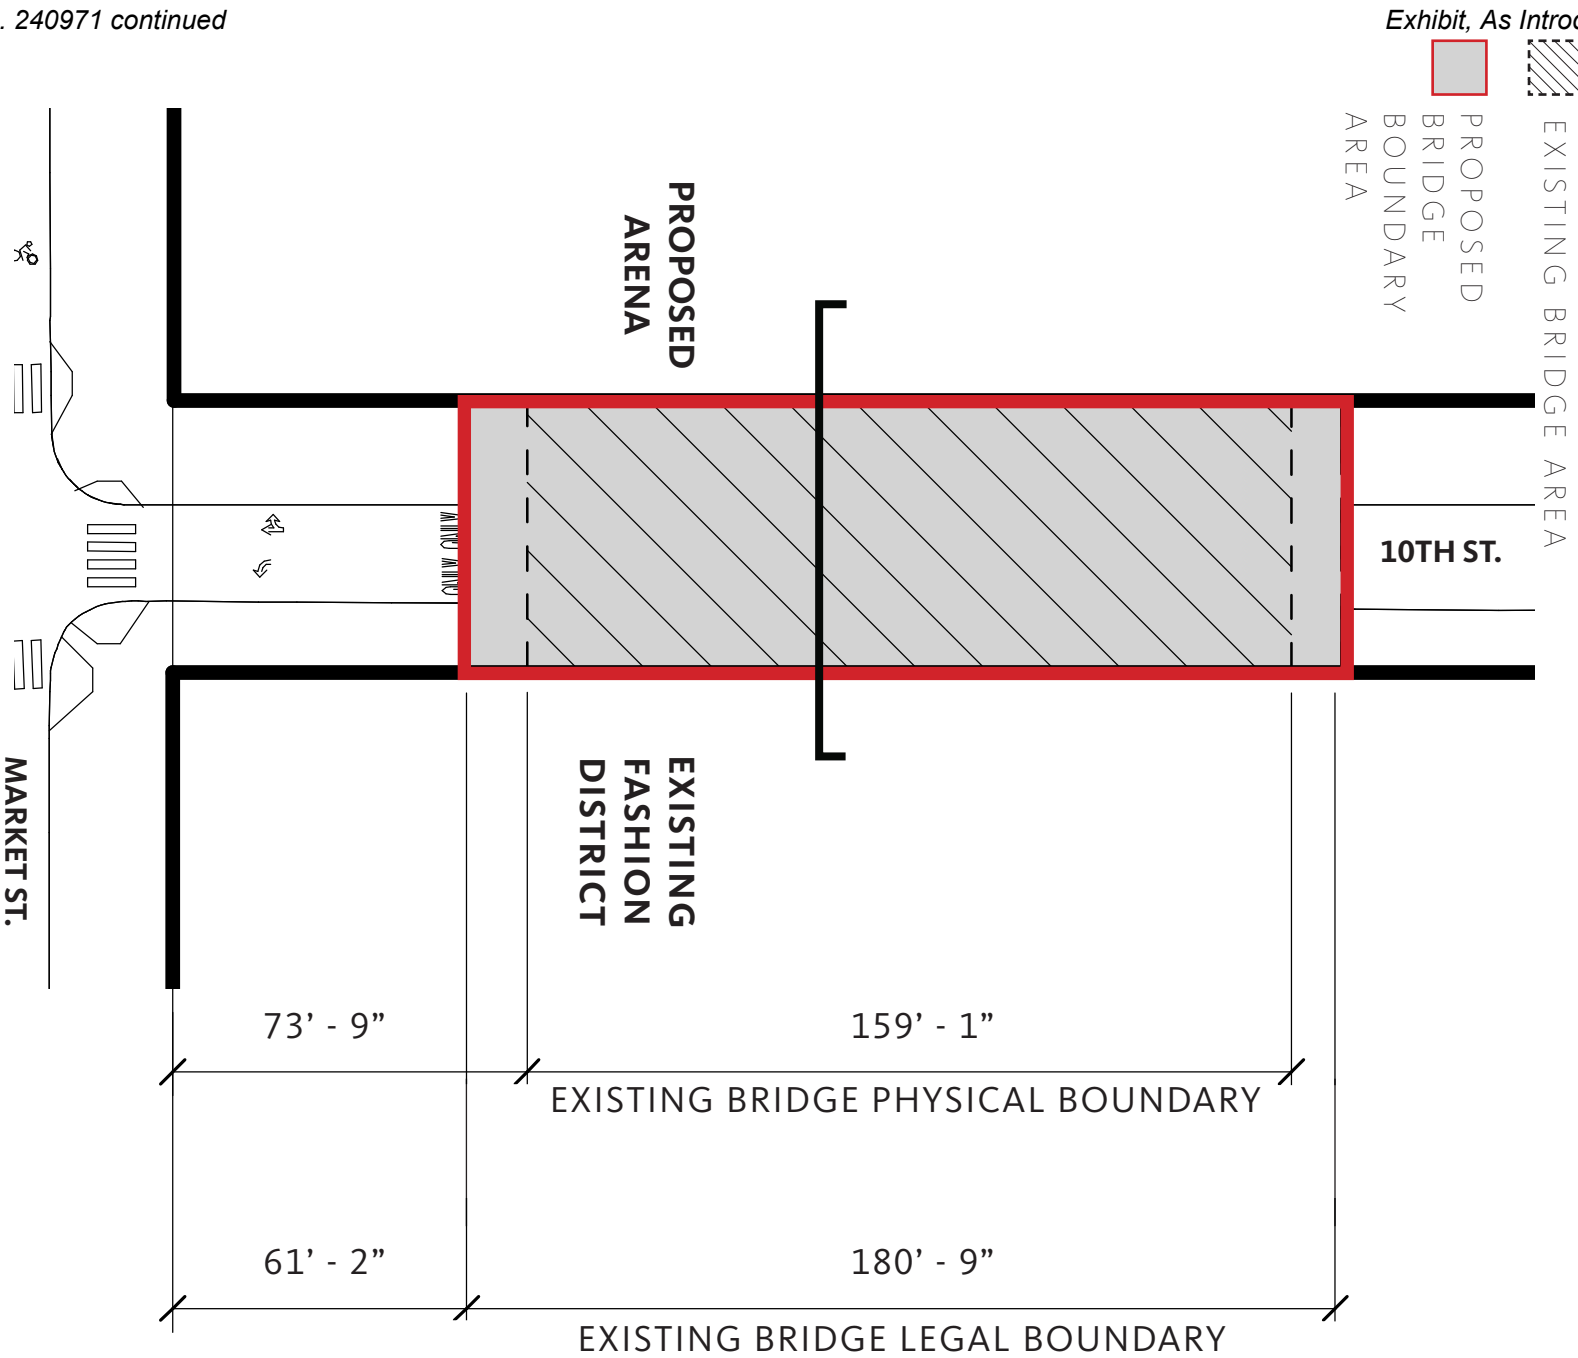 . 240971 continued
Exhibit, As Introd
EXISTING BRIDGE AREA
PROPOSED
BRIDGE
BOUNDARY
AREA
PROPOSED
ARENA
10TH ST.
EXISTING
FASHION
DISTRICT
MARKET ST.
73’ - 9”
159’ - 1”
EXISTING BRIDGE PHYSICAL BOUNDARY
61’ - 2”
180’ - 9”
EXISTING BRIDGE LEGAL BOUNDARY